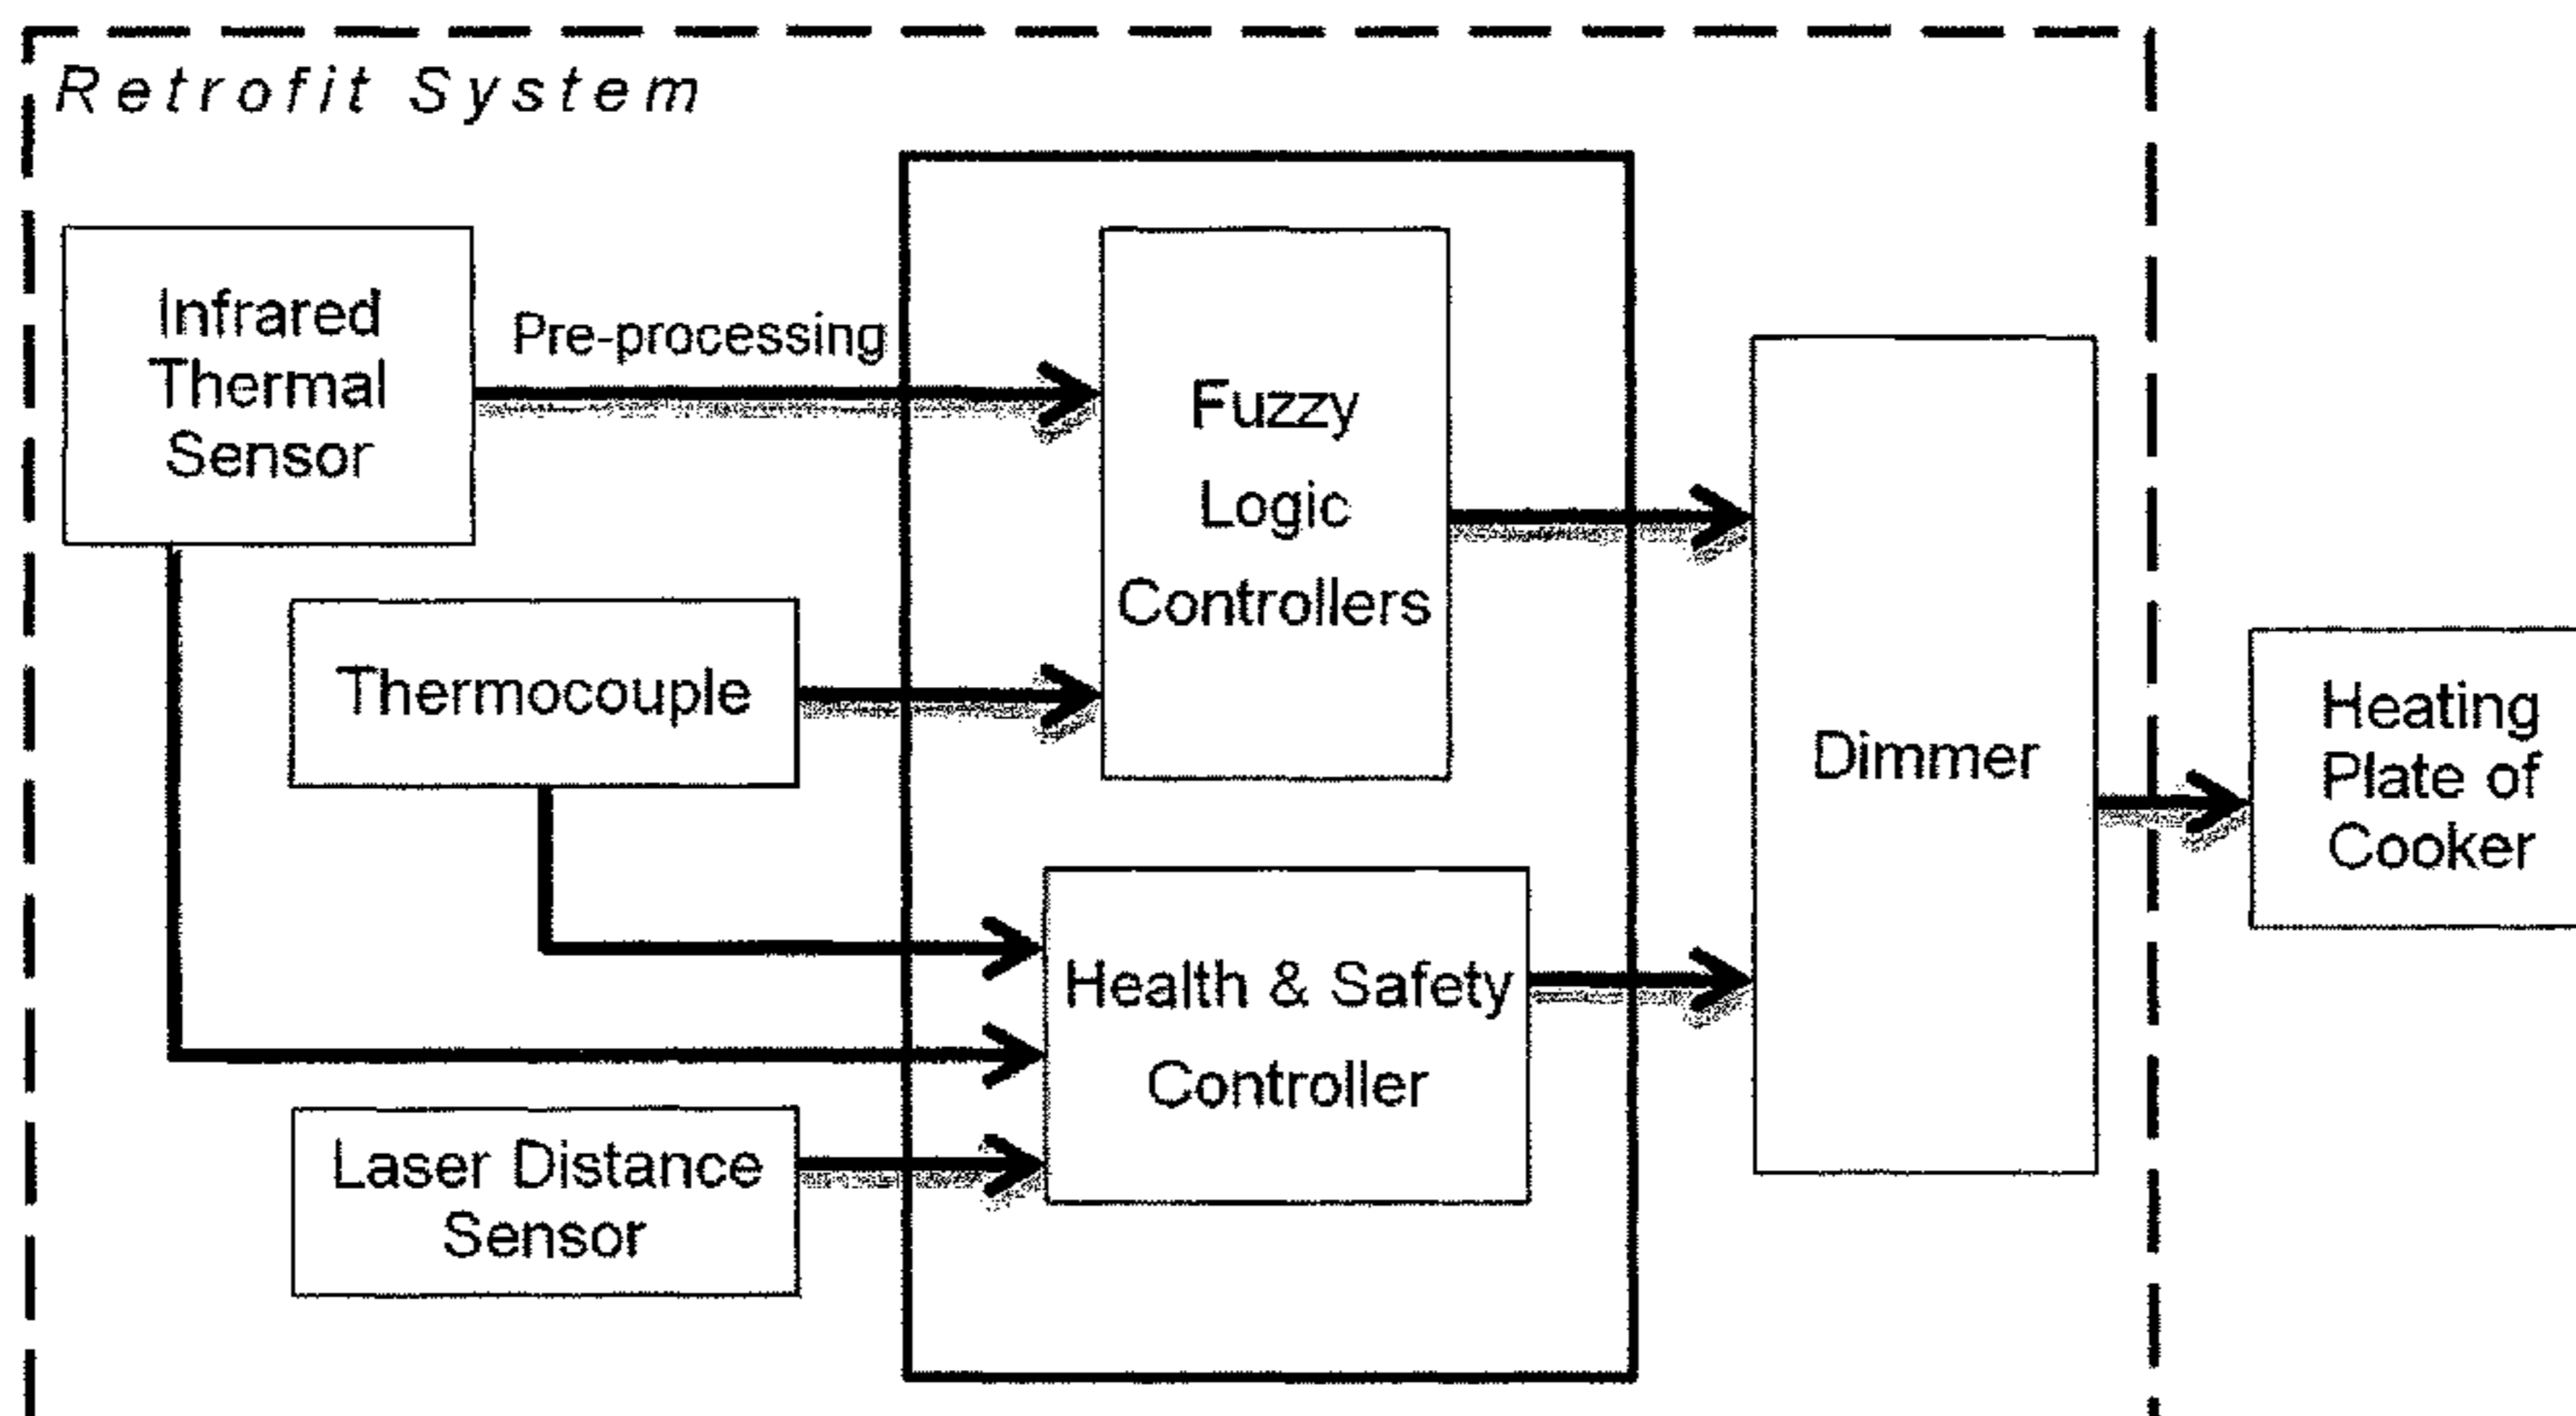 Retrofit System
Infrared
Thermal
Sensor
Pre-processing
Fuzzy
Logic
Controllers
Thermocouple
Dimmer
Heating
Plate of
Cooker
Health & Safety
Controller
Laser Distance
Sensor